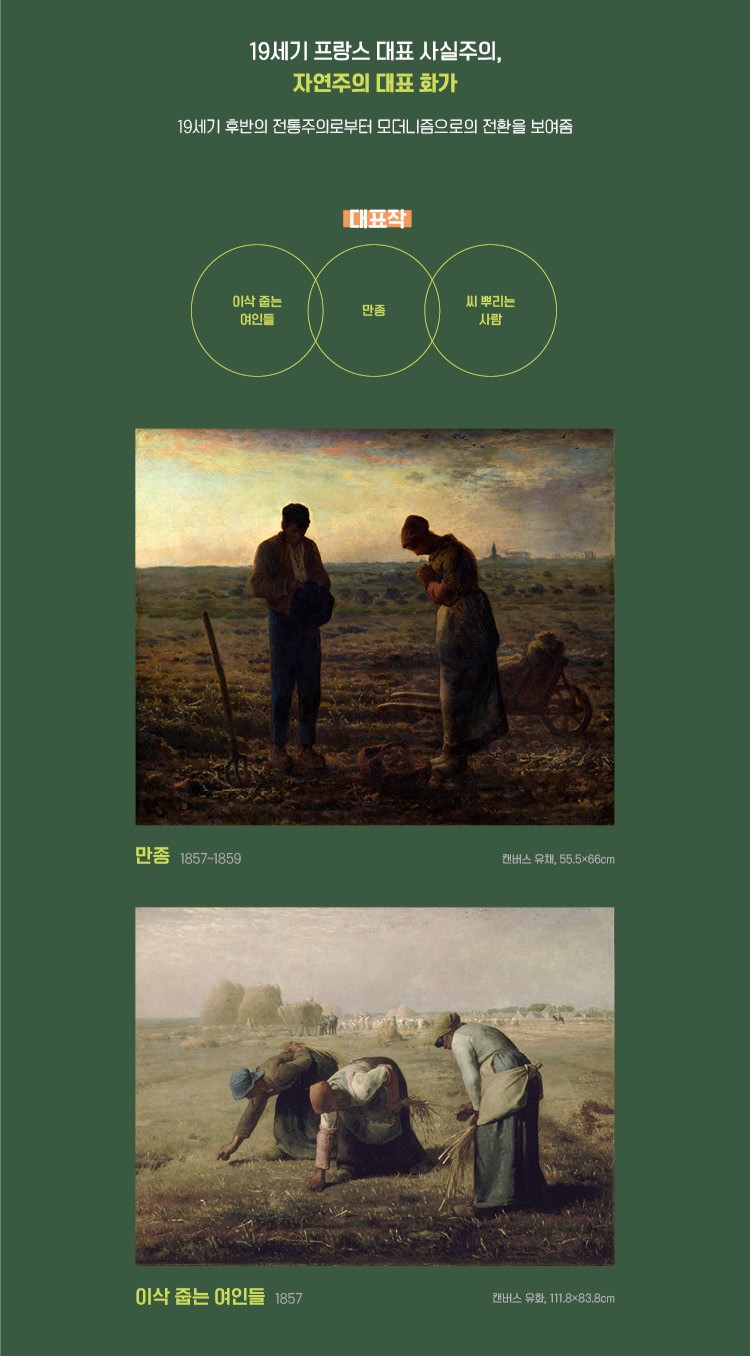 19세기 프랑스 대표 사실주의,
자연주의 대표 화가
19세기 후반의 전통주의로부터 모더니즘으로의 전환을 보여줌
대표작
이삭 줍는
여인들
만종
씨 뿌리는
사람
만종 1857~1859
캔버스 유채, 55.5×66cm
이삭 줍는 여인들 1857
캔버스 유화, 111.8×83.8cm